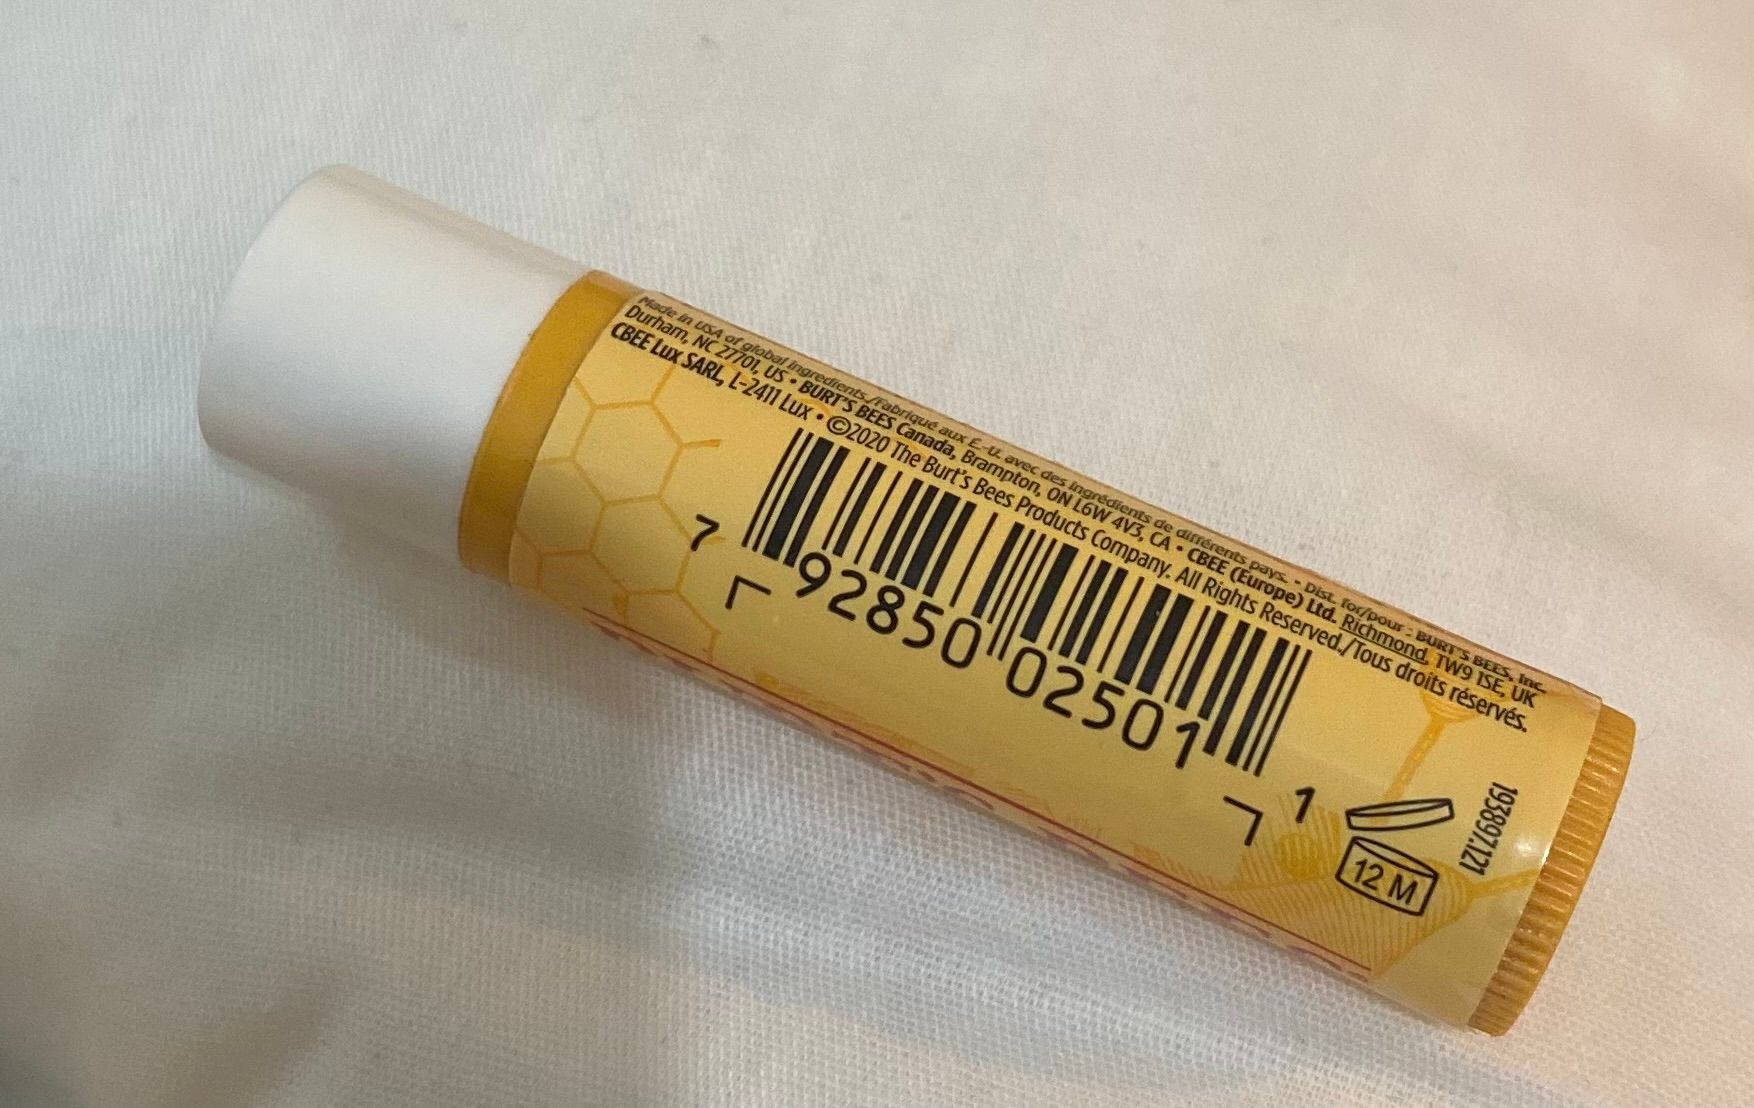 Made in USA of global ingredients./Fabriqué aux É.-U. avec des ingrédients de différents pays. • Dist. for/pour : BURT'S BEES, Inc.
Durham, NC 27701, US • BURT'S BEES Canada, Brampton, ON L6W 4V3, CA • CBEE (Europe) Ltd. Richmond, TW9 1SE, UK
CBEE Lux SARL, L-2411 Lux • ©2020 The Burt's Bees Products Company. All Rights Reserved./Tous droits réservés.
7 92850 02501 1
12 M
193897.121